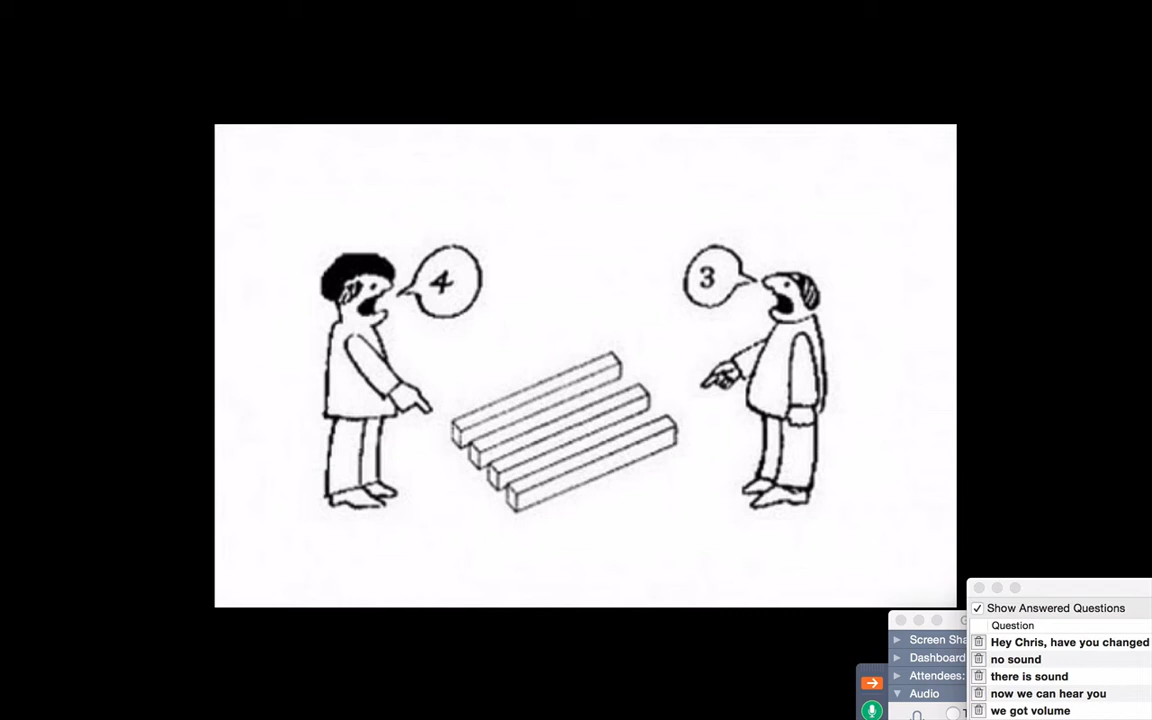 4
3
Show Answered Questions
Question
Screen Sha
Hey Chris, have you changed
Dashboard
no sound
Attendees:
there is sound
Audio
now we can hear you
we got volume